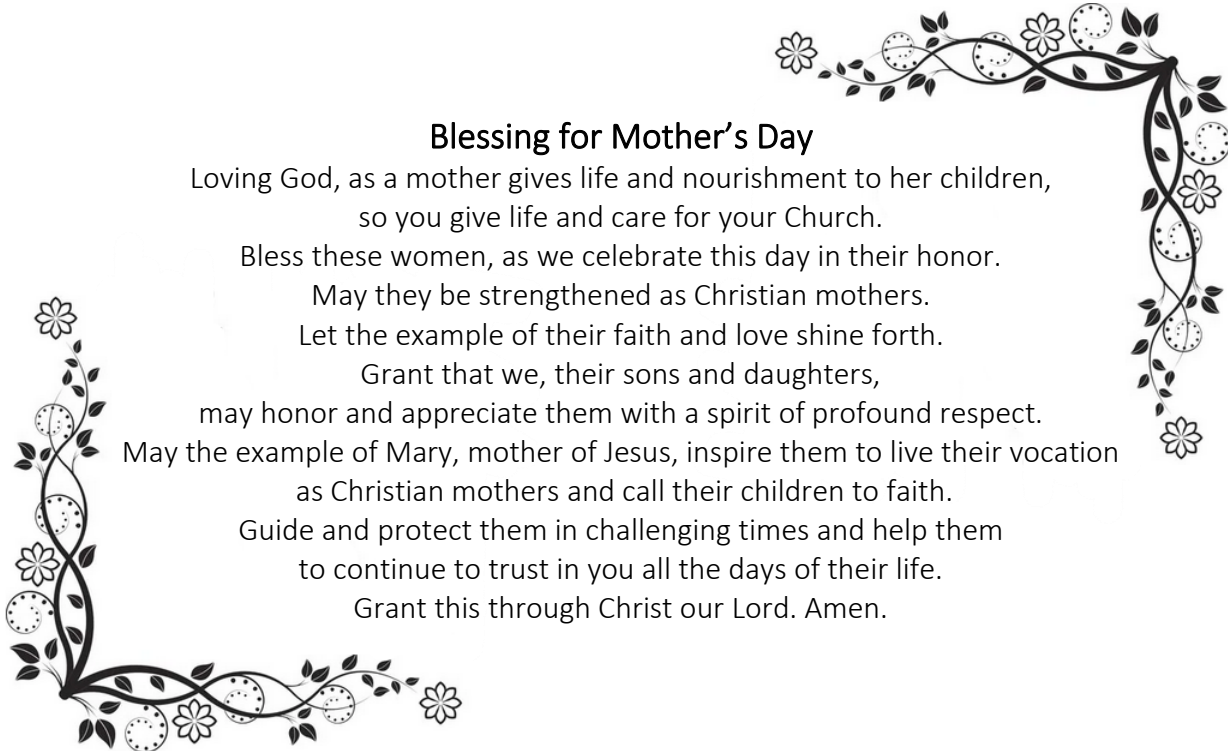 Blessing for Mother’s Day
Loving God, as a mother gives life and nourishment to her children,
so you give life and care for your Church.
Bless these women, as we celebrate this day in their honor.
May they be strengthened as Christian mothers.
Let the example of their faith and love shine forth.
Grant that we, their sons and daughters,
may honor and appreciate them with a spirit of profound respect.
May the example of Mary, mother of Jesus, inspire them to live their vocation
as Christian mothers and call their children to faith.
Guide and protect them in challenging times and help them
to continue to trust in you all the days of their life.
Grant this through Christ our Lord. Amen.